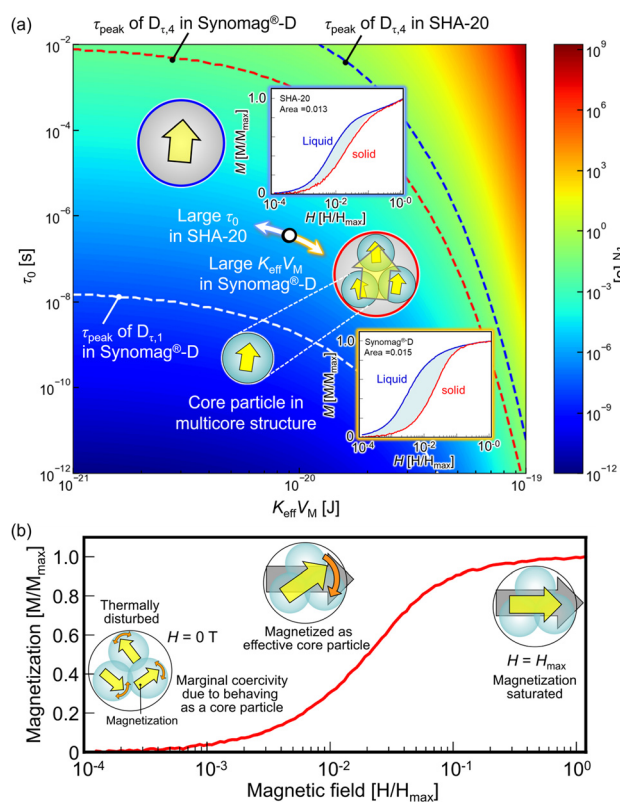 (a)
τpeak of Dτ,4 in Synomag®-D
τpeak of Dτ,4 in SHA-20
10⁻²
10⁻⁴
10⁻⁶
10⁻⁸
10⁻¹⁰
10⁻¹²
τ₀ [s]
1.0
SHA-20
Area =0.013
Liquid
solid
M [M/Mmax]
0
10⁻⁴
10⁻²
10⁻⁰
H [H/Hmax]
Large τ₀
in SHA-20
Large KeffVM
in Synomag®-D
τpeak of Dτ,1
in Synomag®-D
Core particle in
multicore structure
1.0
Synomag®D
Area =0.015
Liquid
solid
M [M/Mmax]
0
10⁻⁴
10⁻²
10⁻⁰
H [H/Hmax]
10⁻²¹
10⁻²⁰
10⁻¹⁹
KeffVM [J]
10⁹
10⁶
10³
10⁰
10⁻³
10⁻⁶
10⁻⁹
10⁻¹²
(b)
Magnetization [M/Mmax]
1.0
0.8
0.6
0.4
0.2
0
Thermally
disturbed
H = 0 T
Marginal coercivity
due to behaving
as a core particle
Magnetization
Magnetized as
effective core particle
H = Hmax
Magnetization
saturated
10⁻⁴
10⁻³
10⁻²
10⁻¹
10⁰
Magnetic field [H/Hmax]